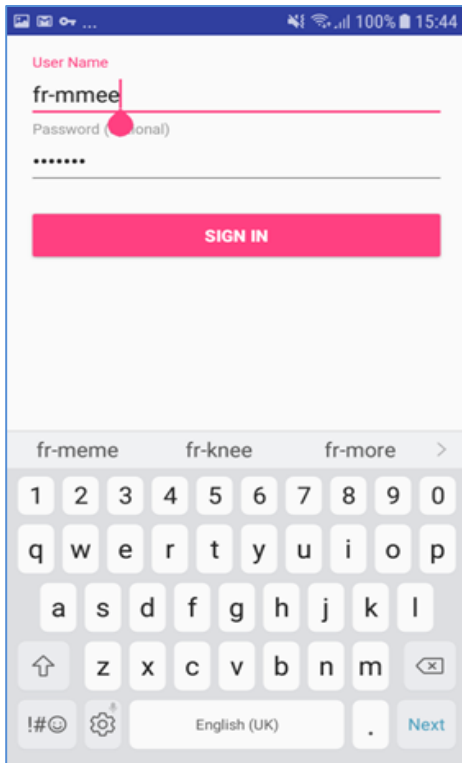 ... 100% 15:44
User Name
fr-mmee
Password (onal)
•••••••
SIGN IN
fr-meme fr-knee fr-more >
1 2 3 4 5 6 7 8 9 0
q w e r t y u i o p
a s d f g h j k l
z x c v b n m
!#☺ English (UK) . Next